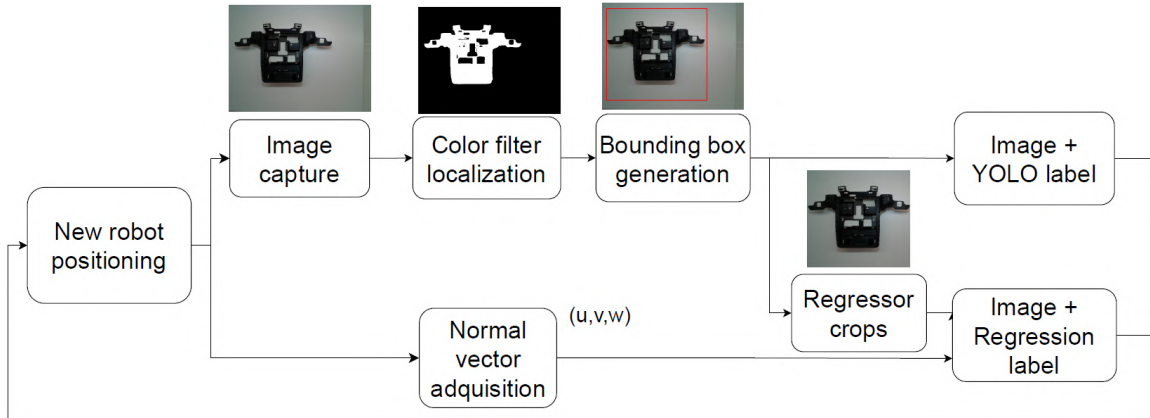 Image
capture
Color filter
localization
Bounding box
generation
Image +
YOLO label
New robot
positioning
Regressor
crops
Image +
Regression
label
Normal
vector
adquisition
(u,v,w)